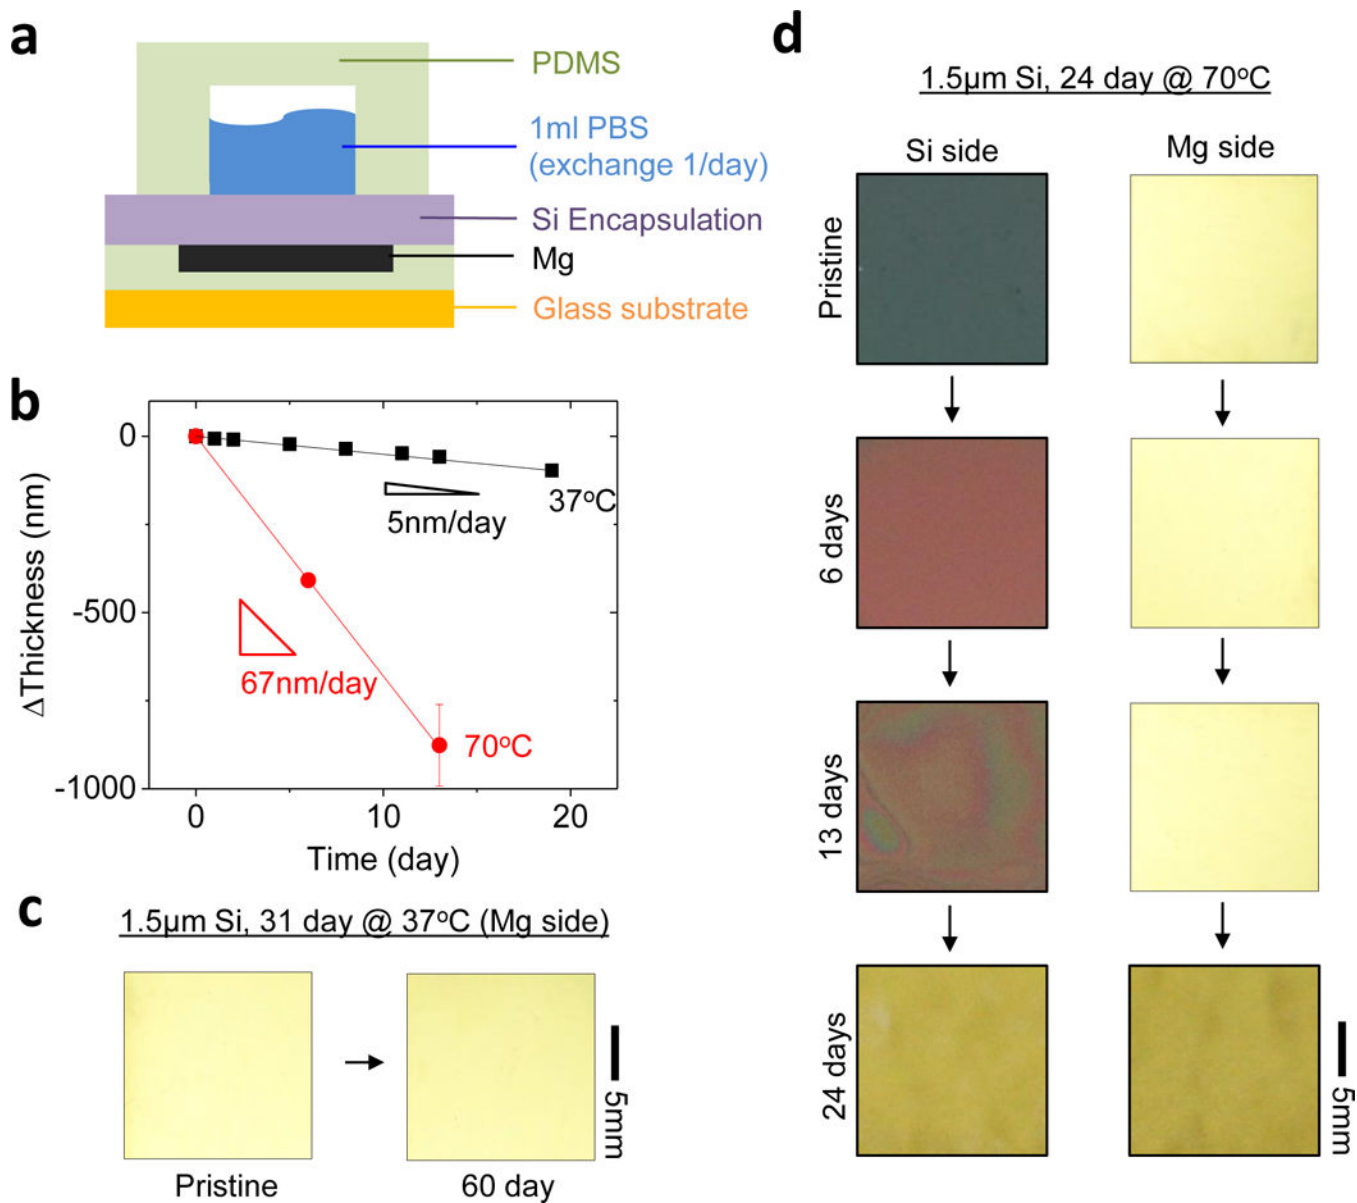 a
PDMS
1ml PBS
(exchange 1/day)
Si Encapsulation
Mg
Glass substrate
b
ΔThickness (nm)
0
-500
-1000
0
10
20
Time (day)
37°C
5nm/day
67nm/day
70°C
c
1.5µm Si, 31 day @ 37°C (Mg side)
Pristine
60 day
5mm
d
1.5µm Si, 24 day @ 70°C
Si side
Mg side
Pristine
6 days
13 days
24 days
5mm